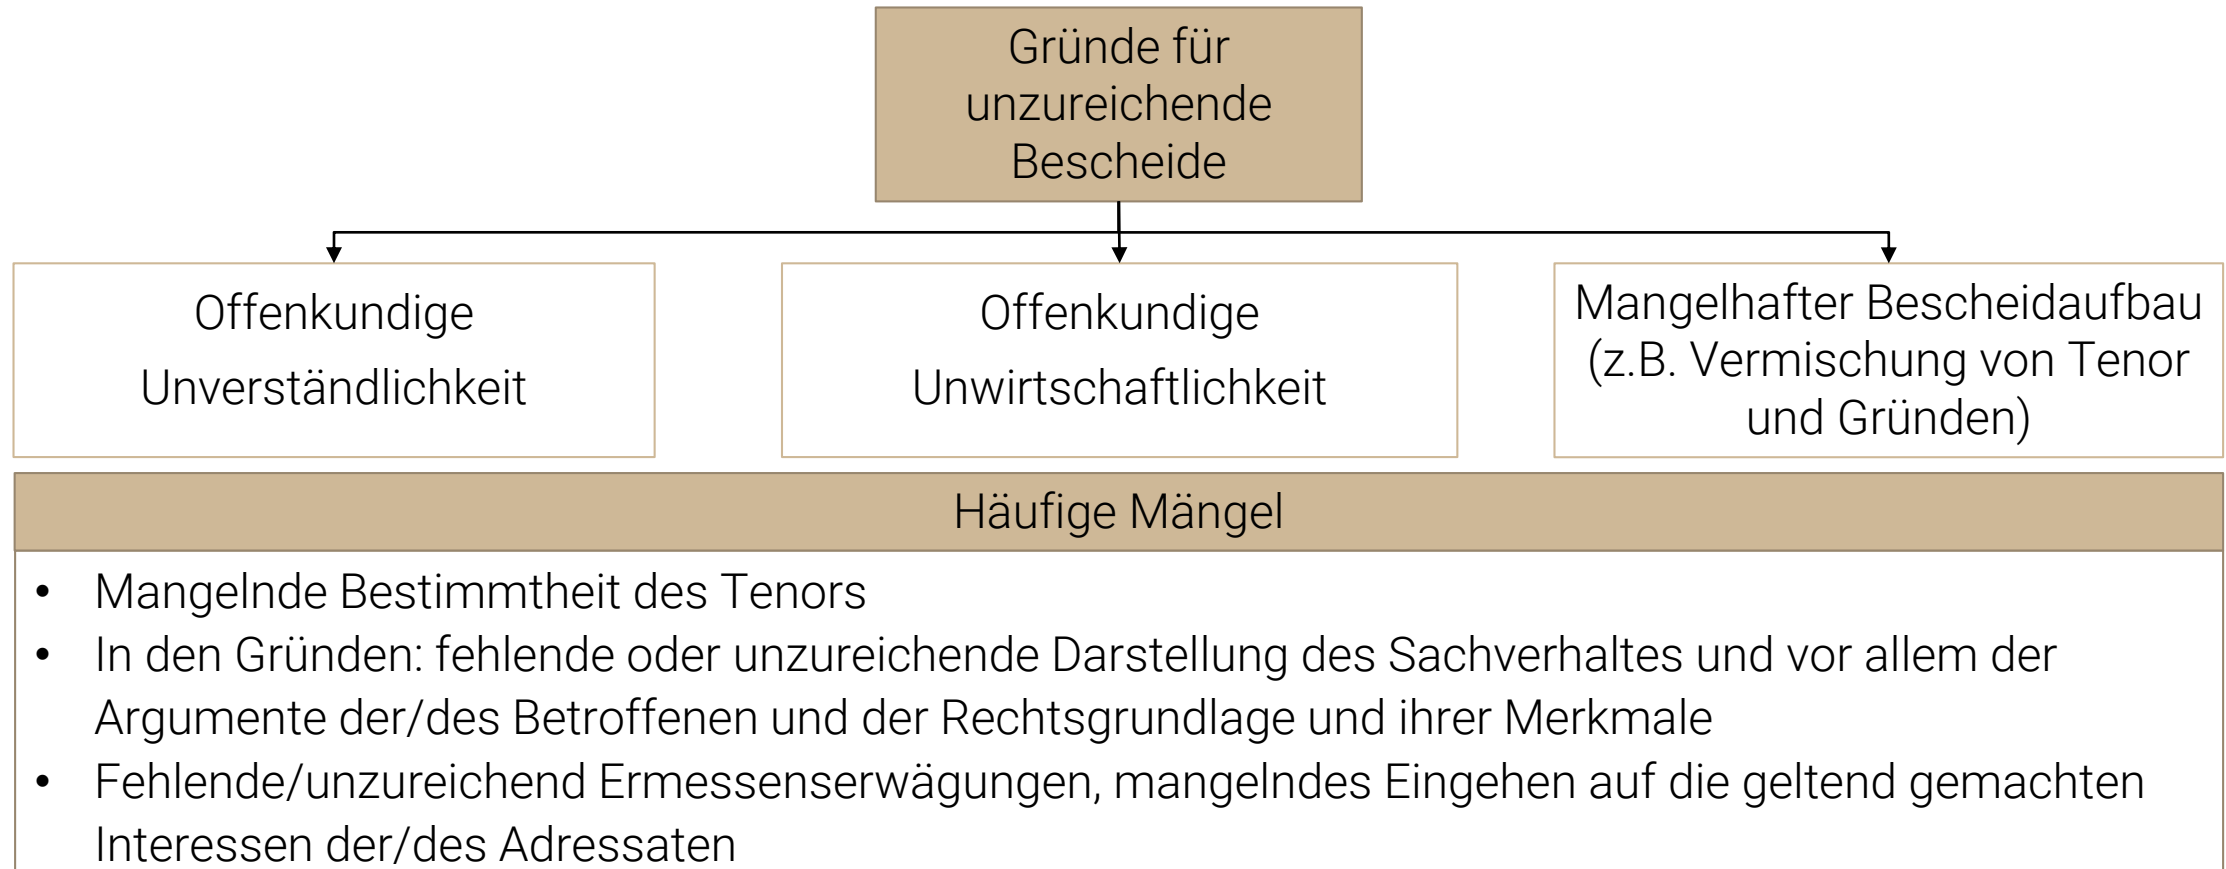 Gründe für
unzureichende
Bescheide
Offenkundige
Unverständlichkeit
Offenkundige
Unwirtschaftlichkeit
Mangelhafter Bescheidaufbau
(z.B. Vermischung von Tenor
und Gründen)
Häufige Mängel
• Mangelnde Bestimmtheit des Tenors
• In den Gründen: fehlende oder unzureichende Darstellung des Sachverhaltes und vor allem der
Argumente der/des Betroffenen und der Rechtsgrundlage und ihrer Merkmale
• Fehlende/unzureichend Ermessenserwägungen, mangelndes Eingehen auf die geltend gemachten
Interessen der/des Adressaten